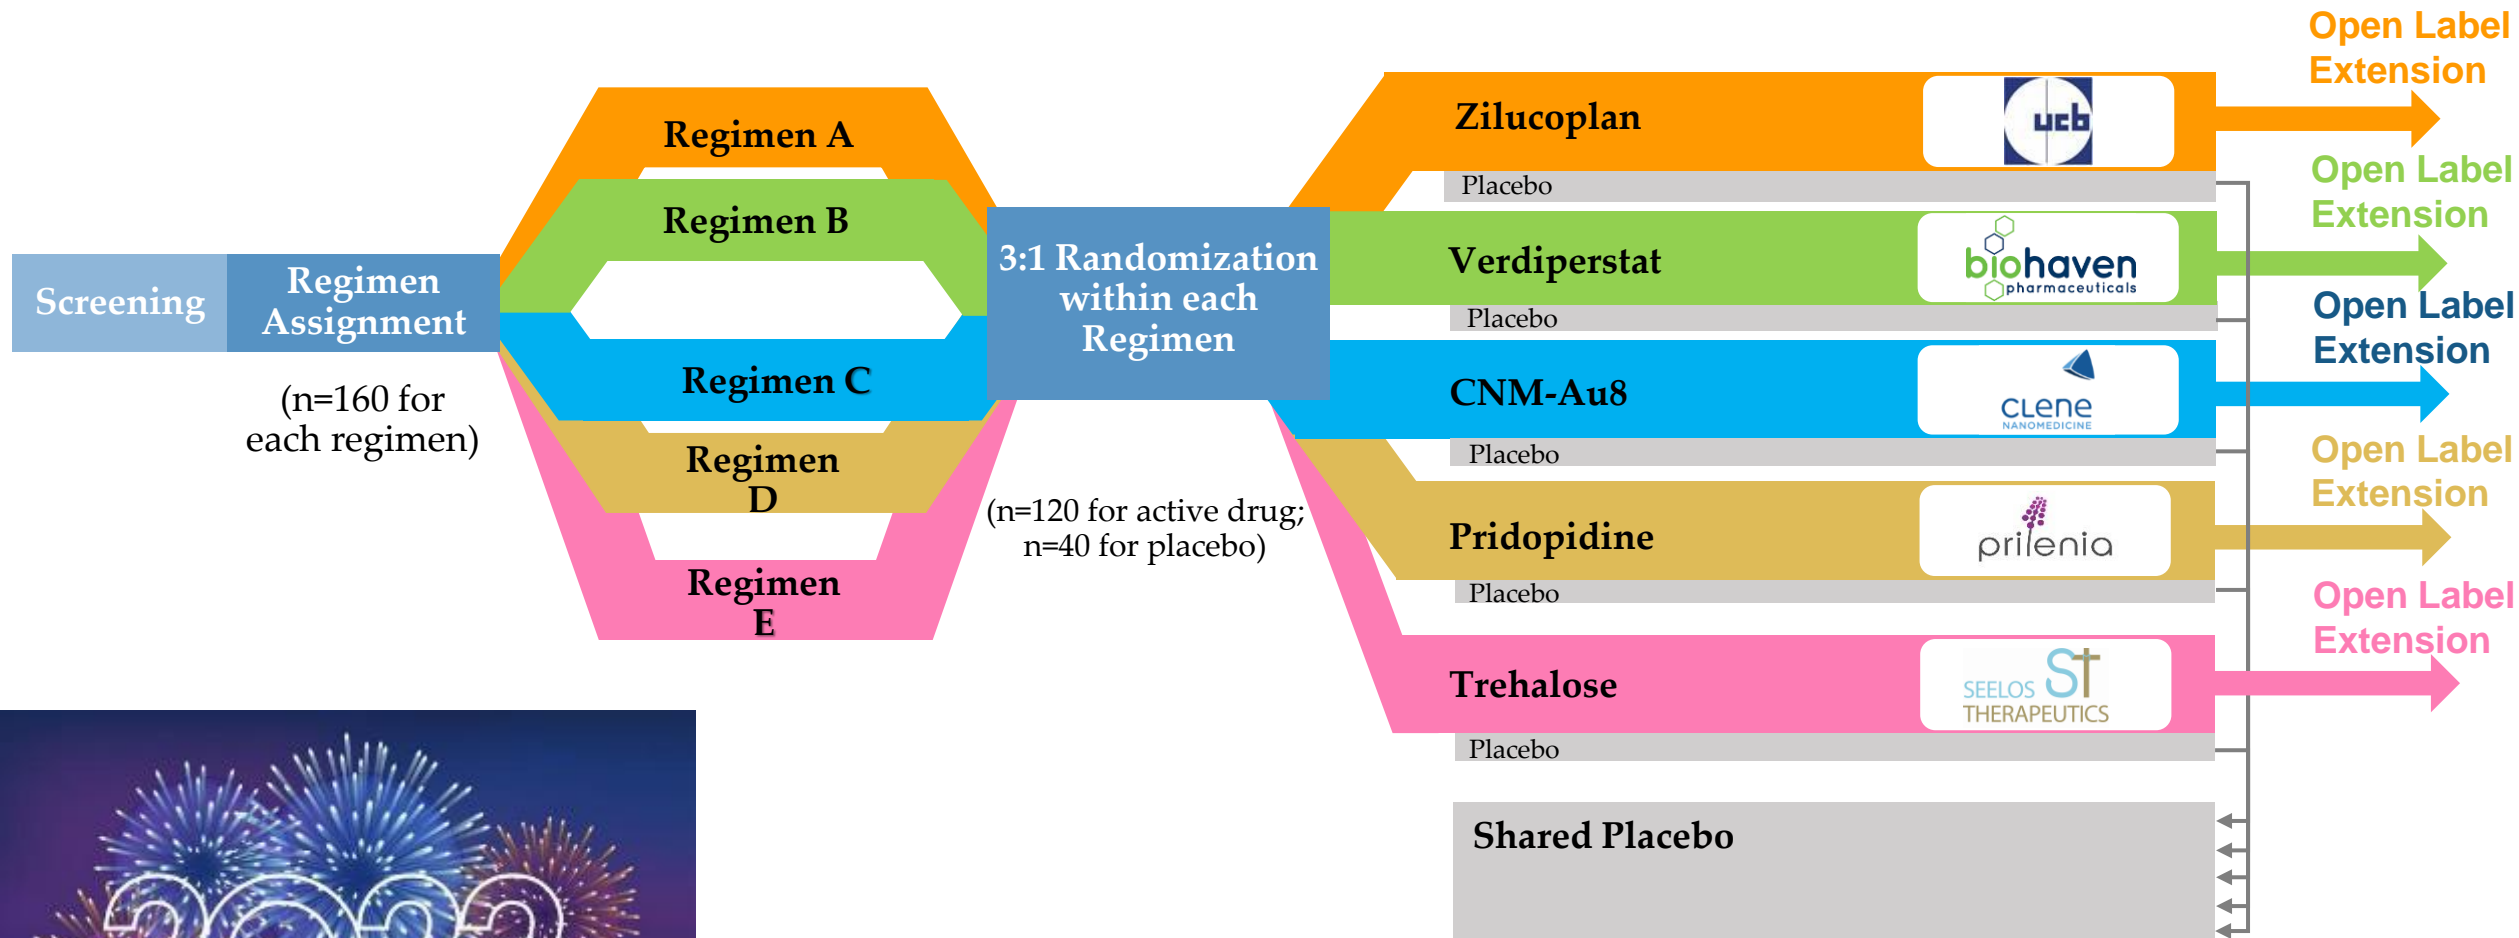 Screening
Regimen
Assignment
(n=160 for
each regimen)
Regimen A
Regimen B
Regimen C
Regimen
D
Regimen
E
3:1 Randomization
within each
Regimen
(n=120 for active drug;
n=40 for placebo)
Zilucoplan
ucb
Placebo
Open Label
Extension
Verdiperstat
biohaven
pharmaceuticals
Placebo
Open Label
Extension
CNM-Au8
CLENE
NANOMEDICINE
Placebo
Open Label
Extension
Pridopidine
prilenia
Placebo
Open Label
Extension
Trehalose
ST
SEELOS
THERAPEUTICS
Placebo
Open Label
Extension
Shared Placebo